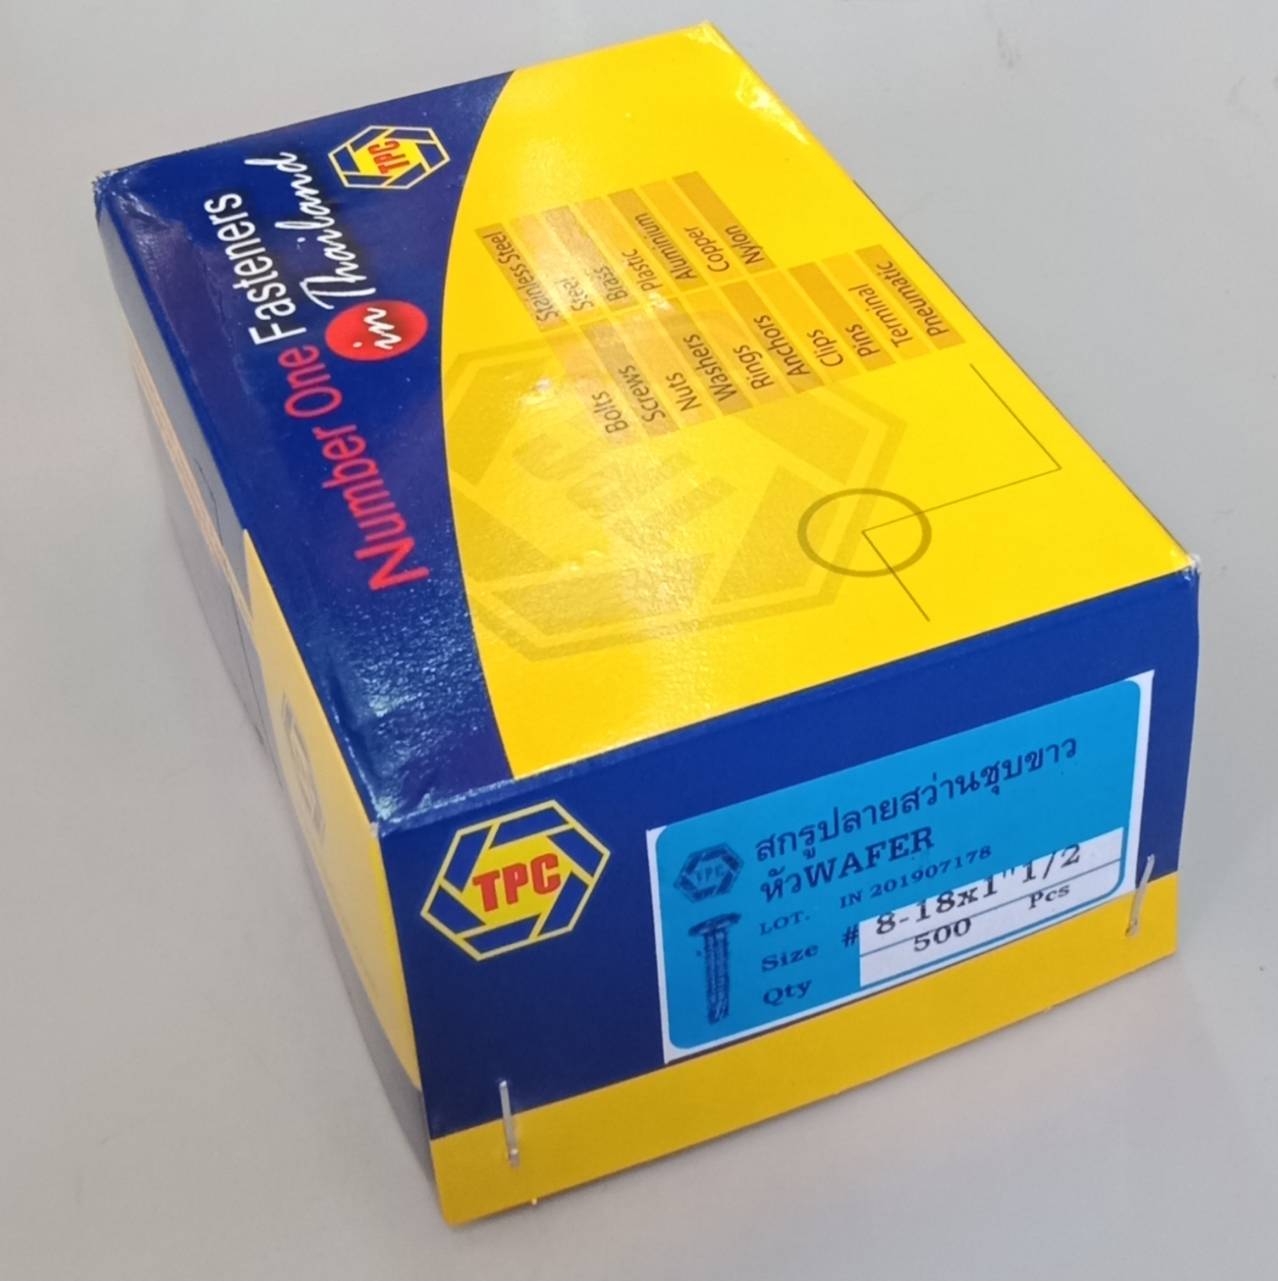 TPC
Number One Fasteners
in Thailand
Stainless Steel
Steel
Brass
Plastic
Aluminium
Copper
Nylon
Bolts
Screws
Nuts
Washers
Rings
Anchors
Clips
Pins
Terminal
Pneumatic
TPC
TPC
สกรูปลายสว่านชุบขาว
หัวWAFER
LOT. IN 201907178
Size # 8-18x1"1/2
Qty 500 Pcs